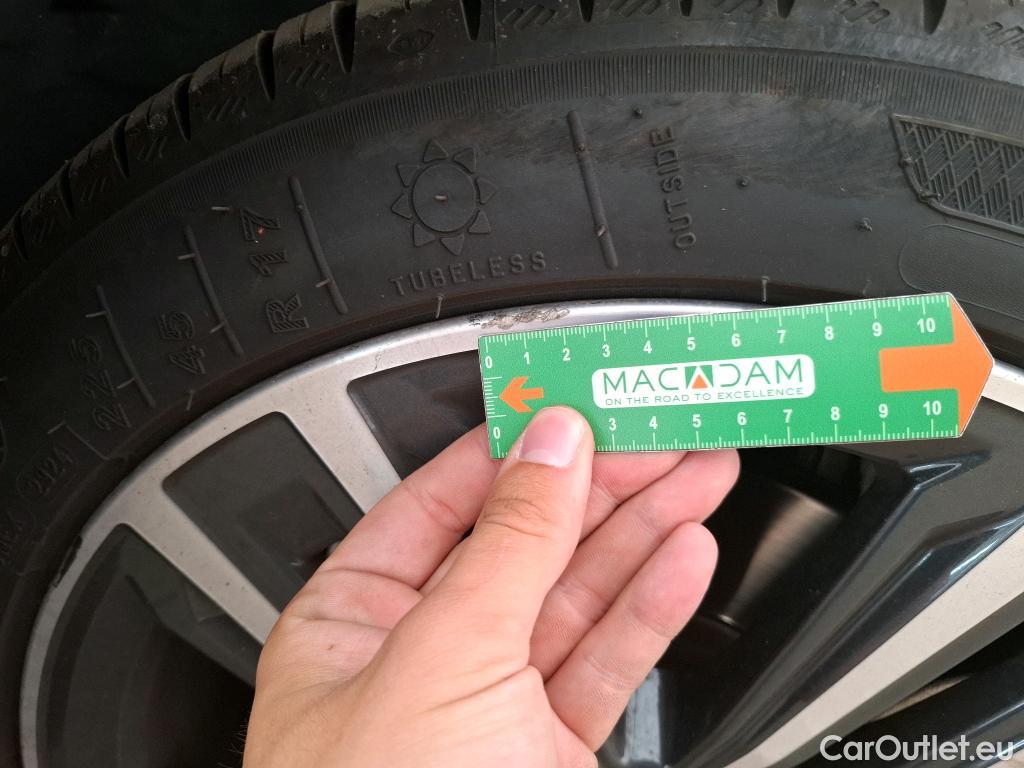 225
45
R 17
TUBELESS
OUTSIDE
2121
0 1 2 3 4 5 6 7 8 9 10
MACADAM
ON THE ROAD TO EXCELLENCE
0 3 4 5 6 7 8 9 10
CarOutlet.eu